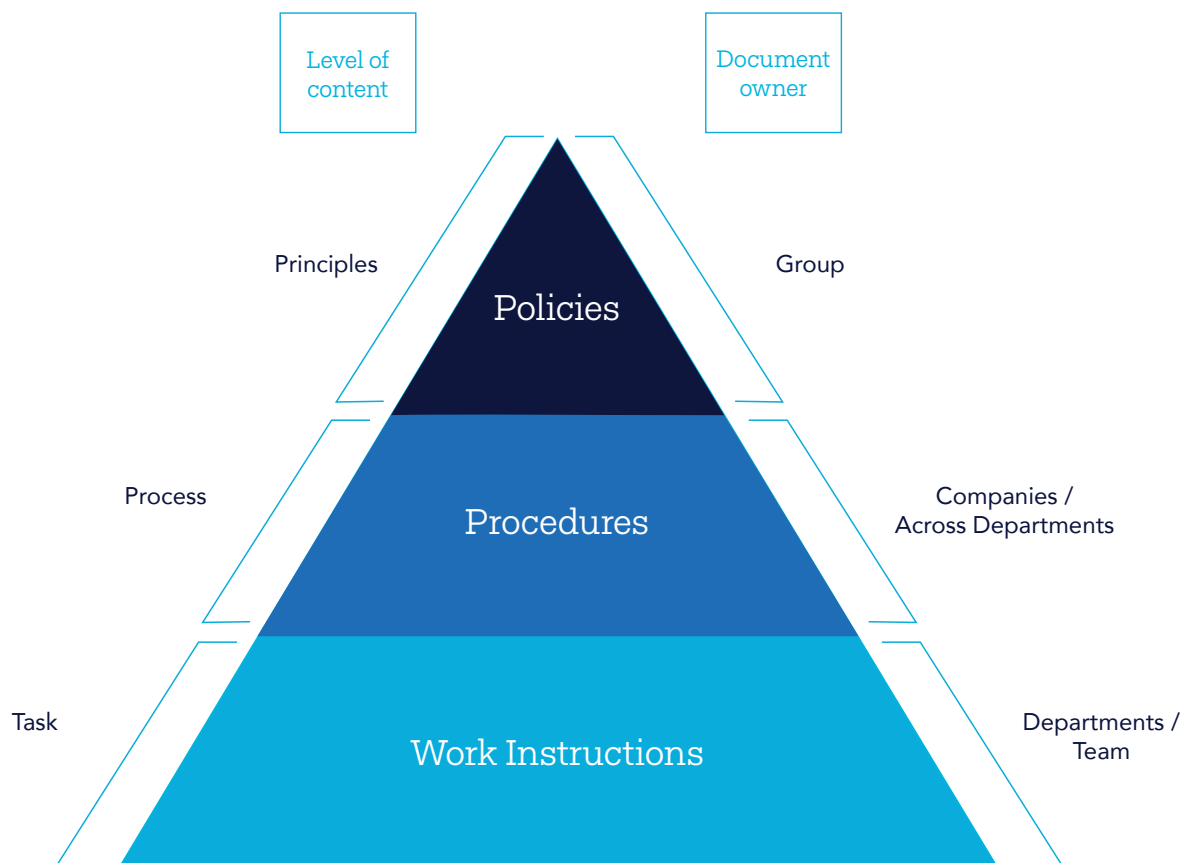 Level of
content
Document
owner
Principles
Group
Policies
Process
Companies /
Across Departments
Procedures
Task
Departments /
Team
Work Instructions